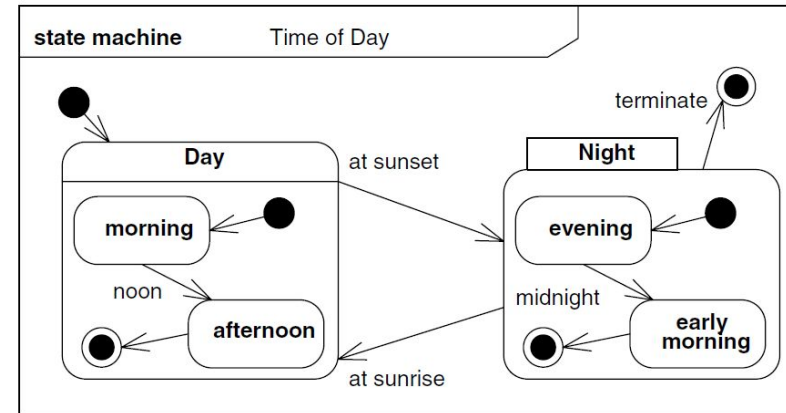 state machine Time of Day
terminate
Day
at sunset
Night
morning
evening
noon
midnight
afternoon
early
morning
at sunrise